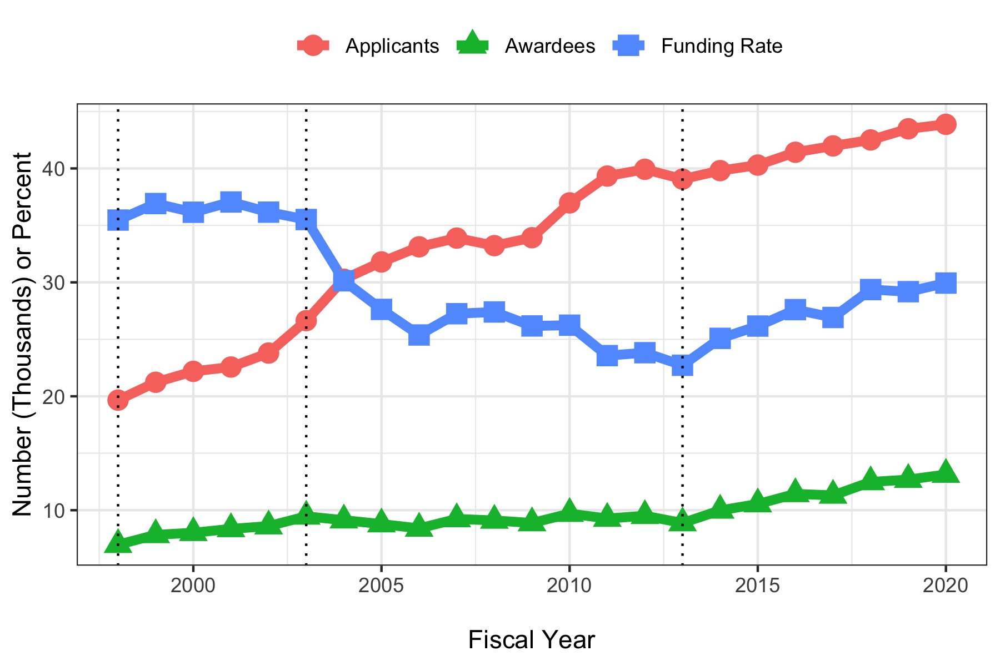 Applicants Awardees Funding Rate
Number (Thousands) or Percent
40
30
20
10
2000 2005 2010 2015 2020
Fiscal Year